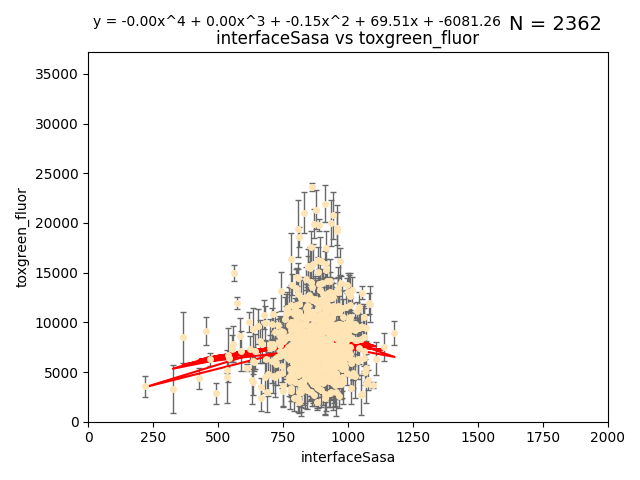 y = -0.00x^4 + 0.00x^3 + -0.15x^2 + 69.51x + -6081.26 N = 2362
interfaceSasa vs toxgreen_fluor
35000
30000
25000
20000
15000
10000
5000
0
toxgreen_fluor
0 250 500 750 1000 1250 1500 1750 2000
interfaceSasa